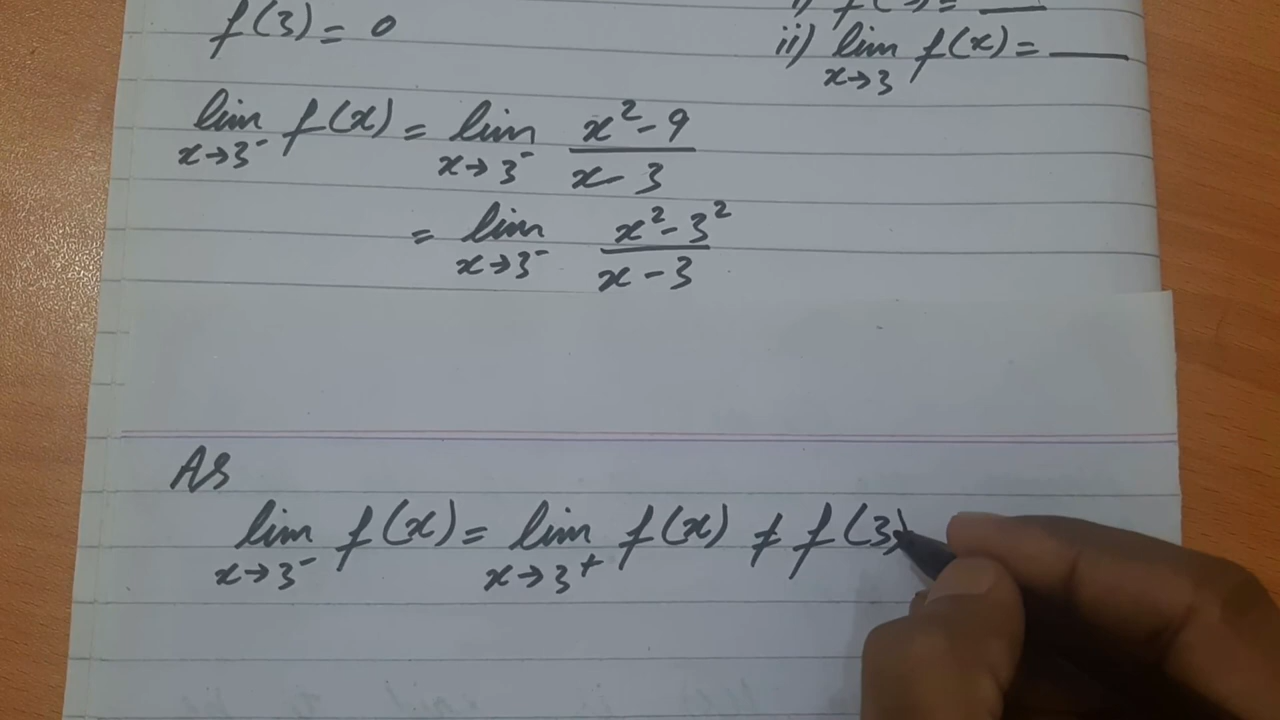 f(3) = 0
ii) lim x→3 f(x) = ____
lim x→3⁻ f(x) = lim x→3⁻ x²-9 / x-3
= lim x→3⁻ x²-3² / x-3
As
lim x→3⁻ f(x) = lim x→3⁺ f(x) ≠ f(3)